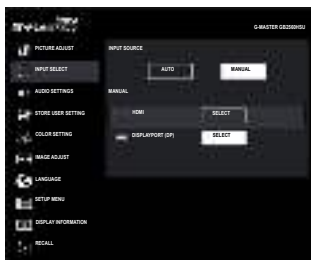 G-MASTER GB2560HSU
PICTURE ADJUST
INPUT SELECT
AUDIO SETTINGS
STORE USER SETTING
COLOR SETTING
IMAGE ADJUST
LANGUAGE
SETUP MENU
DISPLAY INFORMATION
RECALL
INPUT SOURCE
AUTO
MANUAL
MANUAL
HDMI
SELECT
DISPLAYPORT (DP)
SELECT